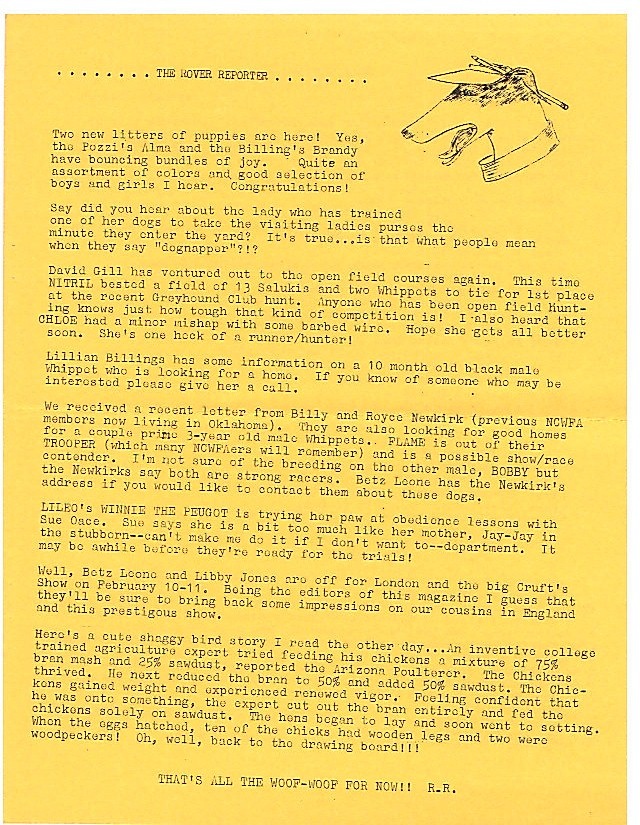 . . . . . . . . THE ROVER REPORTER . . . . . . . .
Two new litters of puppies are here! Yes,
the Pozzi's Alma and the Billing's Brandy
have bouncing bundles of joy. Quite an
assortment of colors and good selection of
boys and girls I hear. Congratulations!
Say did you hear about the lady who has trained
one of her dogs to take the visiting ladies purses the
minute they enter the yard? It's true...is that what people mean
when they say "dognapper"?!?
David Gill has ventured out to the open field courses again. This time
NITRIL bested a field of 13 Salukis and two Whippets to tie for 1st place
at the recent Greyhound Club hunt. Anyone who has been open field Hunt-
ing knows just how tough that kind of competition is! I also heard that
CHLOE had a minor mishap with some barbed wire. Hope she gets all better
soon. She's one heck of a runner/hunter!
Lillian Billings has some information on a 10 month old black male
Whippet who is looking for a home. If you know of someone who may be
interested please give her a call.
We received a recent letter from Billy and Royce Newkirk (previous NCWFA
members now living in Oklahoma). They are also looking for good homes
for a couple prime 3-year old male Whippets.. FLAME is out of their
TROOPER (which many NCWFAers will remember) and is a possible show/race
contender. I'm not sure of the breeding on the other male, BOBBY but
the Newkirks say both are strong racers. Betz Leone has the Newkirk's
address if you would like to contact them about these dogs.
LILEO's WINNIE THE PEUGOT is trying her paw at obedience lessons with
Sue Oace. Sue says she is a bit too much like her mother, Jay-Jay in
the stubborn--can't make me do it if I don't want to--department. It
may be awhile before they're ready for the trials!
Well, Betz Leone and Libby Jones are off for London and the big Cruft's
Show on February 10-11. Being the editors of this magazine I guess that
they'll be sure to bring back some impressions on our cousins in England
and this prestigous show.
Here's a cute shaggy bird story I read the other day...An inventive college
trained agriculture expert tried feeding his chickens a mixture of 75%
bran mash and 25% sawdust, reported the Arizona Poulterer. The Chickens
thrived. He next reduced the bran to 50% and added 50% sawdust. The Chic-
kens gained weight and experienced renewed vigor. Feeling confident that
he was onto something, the expert cut out the bran entirely and fed the
chickens solely on sawdust. The hens began to lay and soon went to setting.
When the eggs hatched, ten of the chicks had wooden legs and two were
woodpeckers! Oh, well, back to the drawing board!!!
THAT'S ALL THE WOOF-WOOF FOR NOW!! R.R.